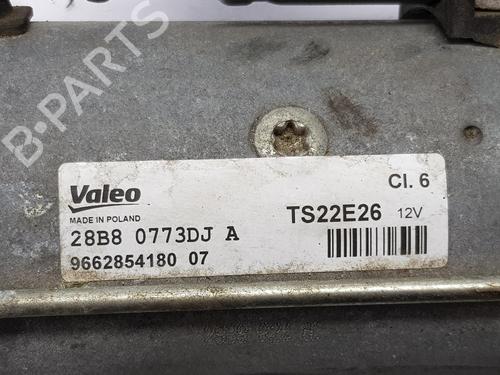 B-PARTS
Valeo
MADE IN POLAND
Cl. 6
TS22E26 12V
28B8 0773DJ A
9662854180 07